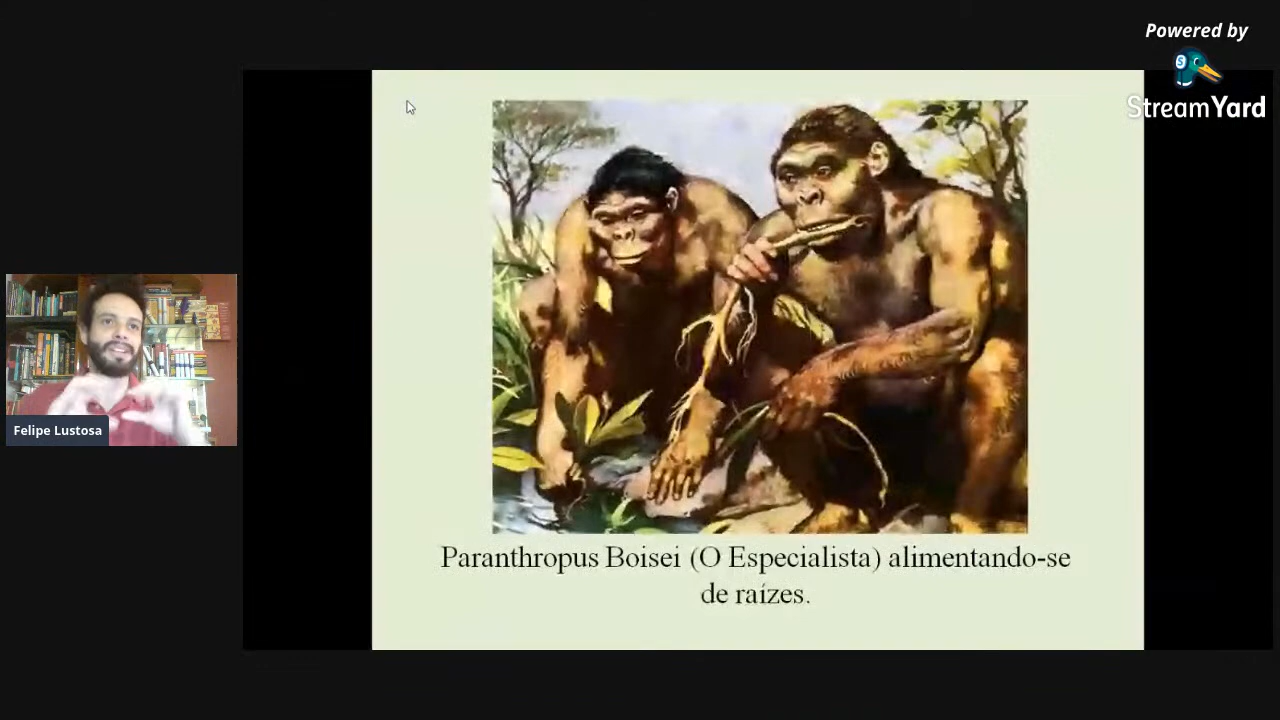 Powered by
StreamYard
Felipe Lustosa
Paranthropus Boisei (O Especialista) alimentando-se
de raízes.